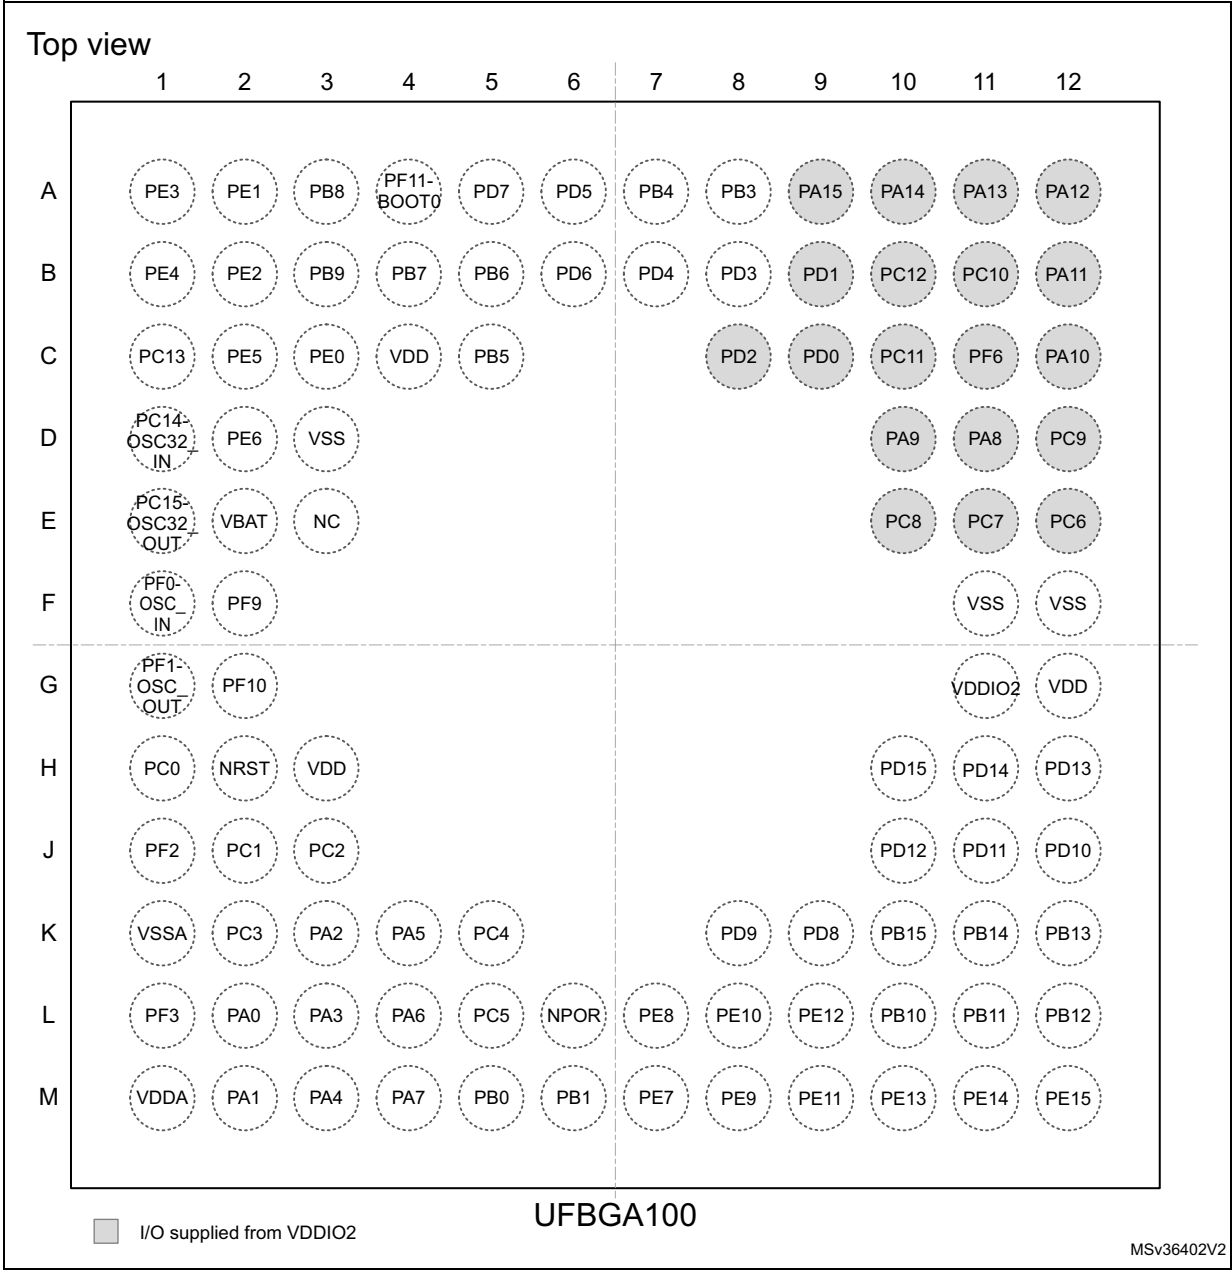 Top view
1 2 3 4 5 6 7 8 9 10 11 12
A PE3 PE1 PB8 PF11-BOOT0 PD7 PD5 PB4 PB3 PA15 PA14 PA13 PA12
B PE4 PE2 PB9 PB7 PB6 PD6 PD4 PD3 PD1 PC12 PC10 PA11
C PC13 PE5 PE0 VDD PB5 PD2 PD0 PC11 PF6 PA10
D PC14-OSC32_IN PE6 VSS PA9 PA8 PC9
E PC15-OSC32_OUT VBAT NC PC8 PC7 PC6
F PF0-OSC_IN PF9 VSS VSS
G PF1-OSC_OUT PF10 VDDIO2 VDD
H PC0 NRST VDD PD15 PD14 PD13
J PF2 PC1 PC2 PD12 PD11 PD10
K VSSA PC3 PA2 PA5 PC4 PD9 PD8 PB15 PB14 PB13
L PF3 PA0 PA3 PA6 PC5 NPOR PE8 PE10 PE12 PB10 PB11 PB12
M VDDA PA1 PA4 PA7 PB0 PB1 PE7 PE9 PE11 PE13 PE14 PE15
UFBGA100
I/O supplied from VDDIO2
MSv36402V2